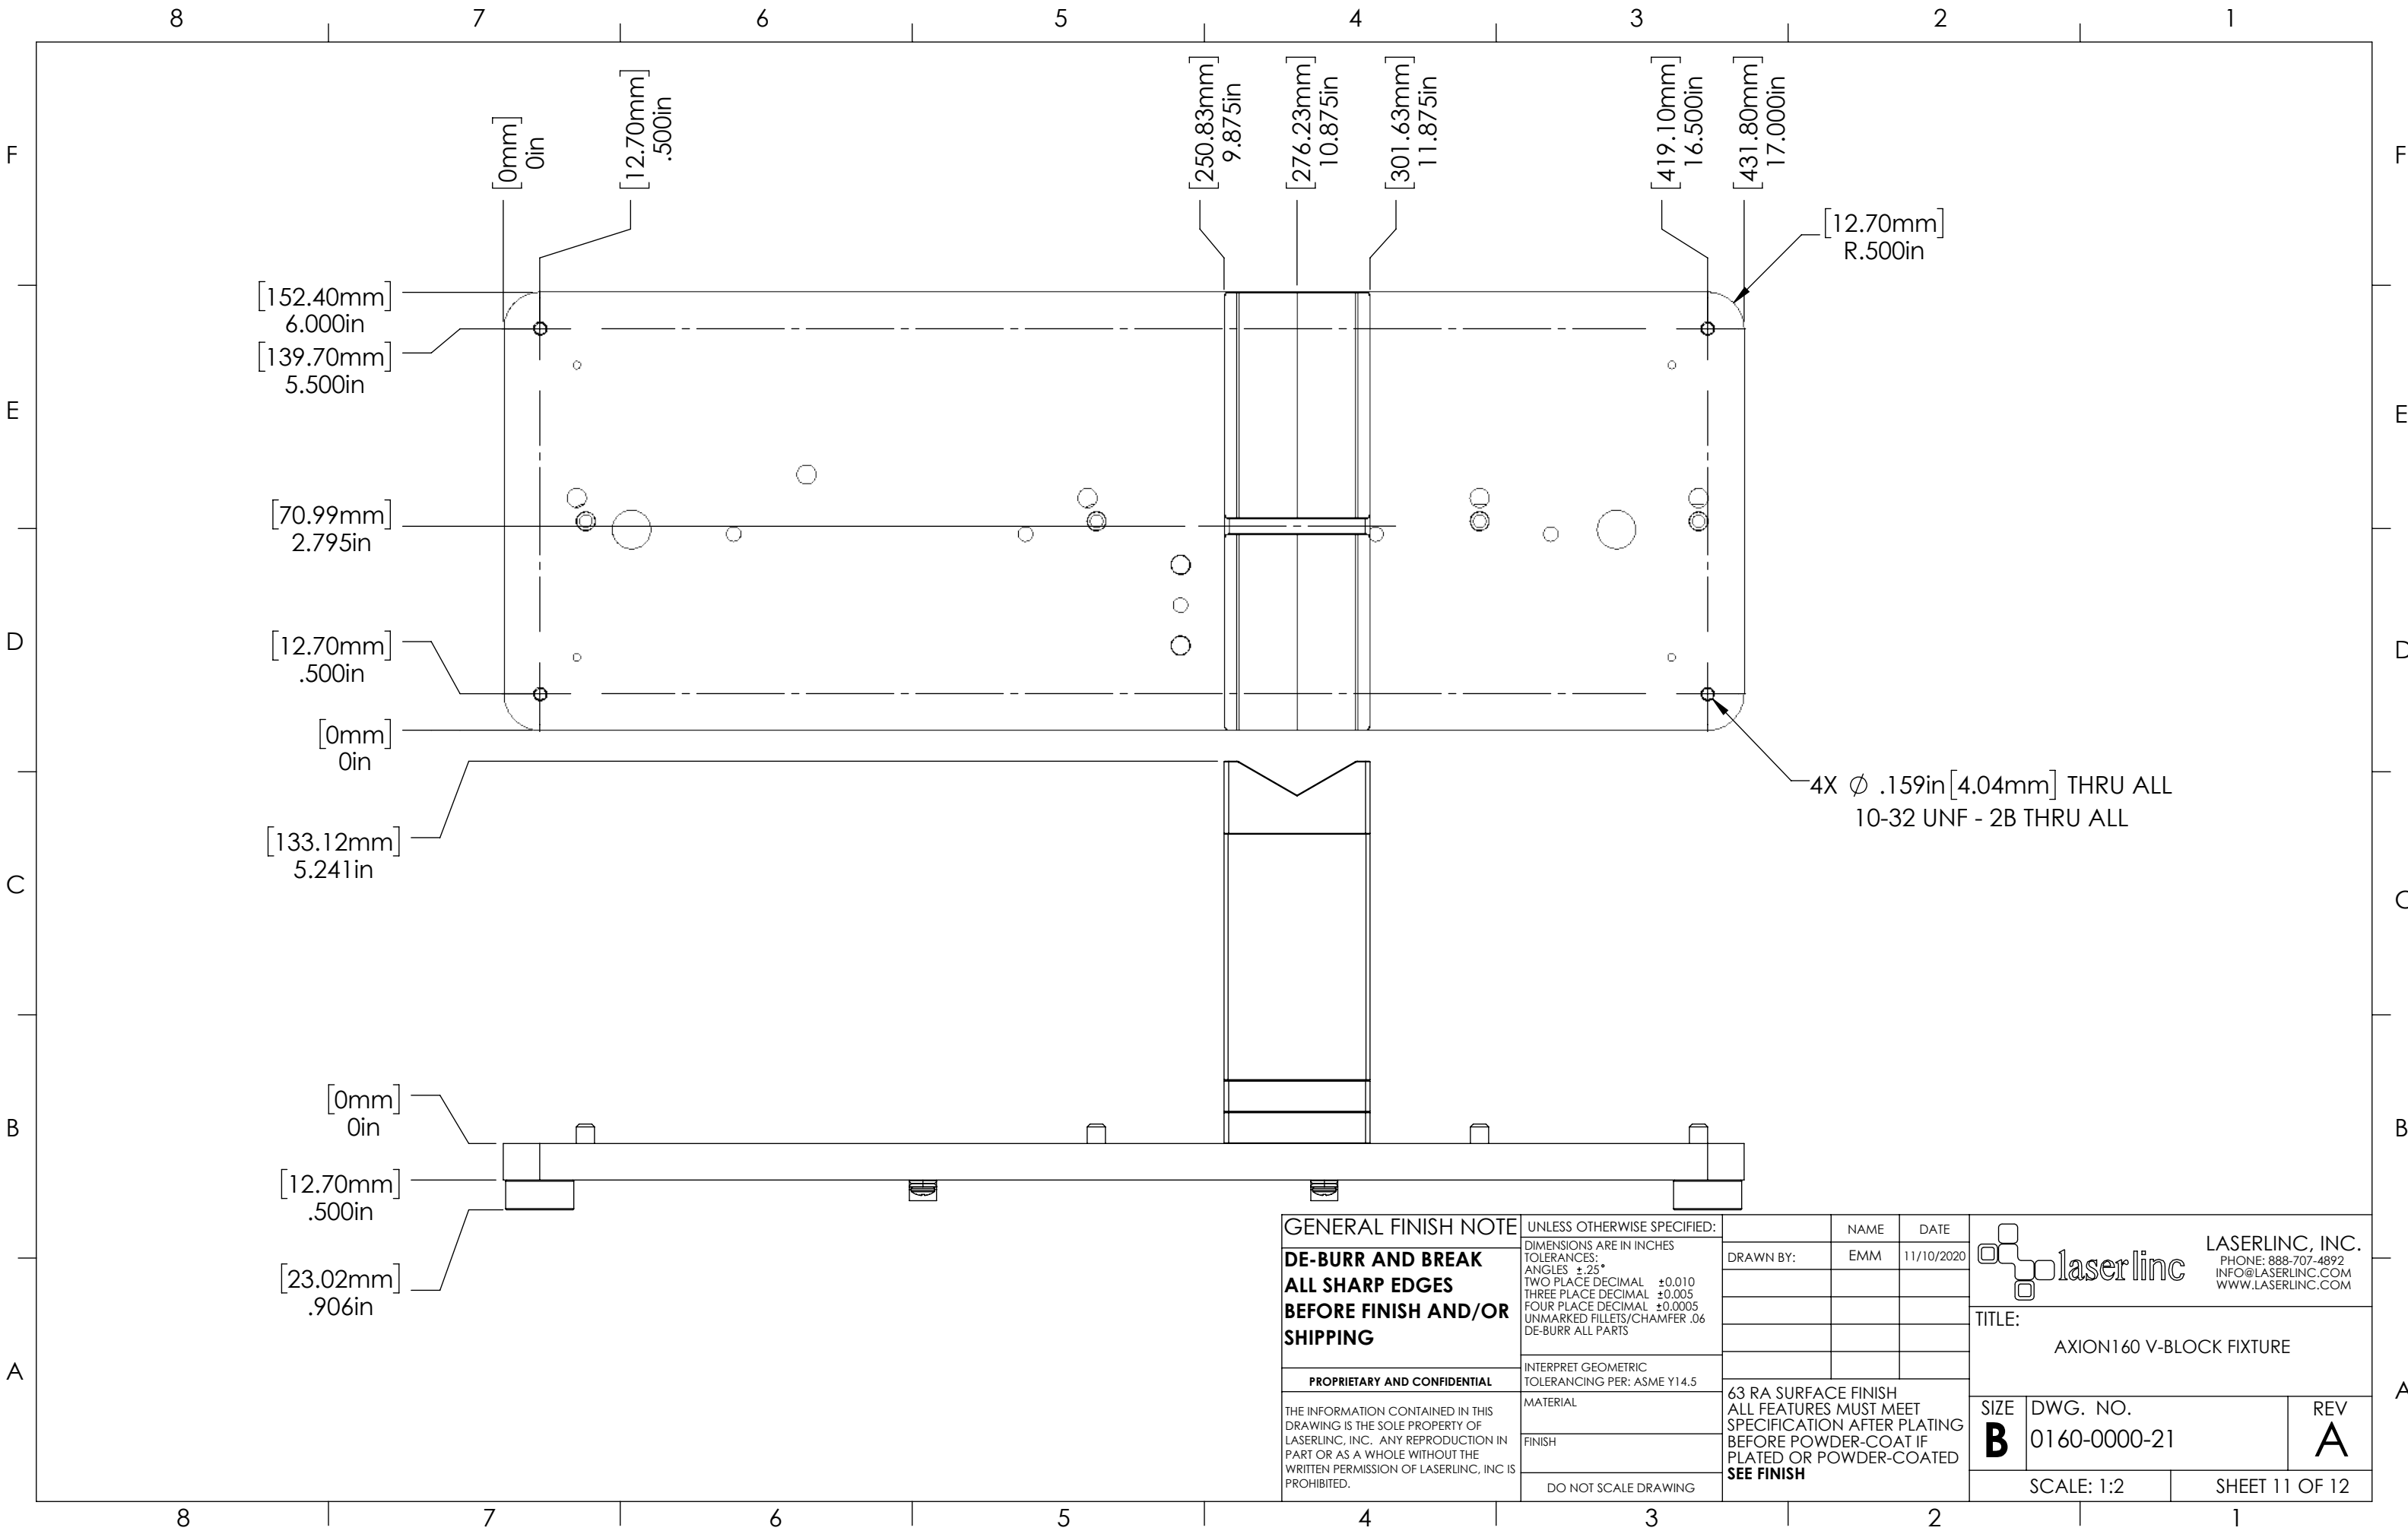 8 7 6 5 4 3 2 1
F
E
D
C
B
A
F
E
D
C
B
A
[0mm]
0in
[12.70mm]
.500in
[250.83mm]
9.875in
[276.23mm]
10.875in
[301.63mm]
11.875in
[419.10mm]
16.500in
[431.80mm]
17.000in
[12.70mm]
R.500in
[152.40mm]
6.000in
[139.70mm]
5.500in
[70.99mm]
2.795in
[12.70mm]
.500in
[0mm]
0in
4X ∅ .159in [4.04mm] THRU ALL
10-32 UNF - 2B THRU ALL
[133.12mm]
5.241in
[0mm]
0in
[12.70mm]
.500in
[23.02mm]
.906in
GENERAL FINISH NOTE
DE-BURR AND BREAK
ALL SHARP EDGES
BEFORE FINISH AND/OR
SHIPPING
PROPRIETARY AND CONFIDENTIAL
THE INFORMATION CONTAINED IN THIS
DRAWING IS THE SOLE PROPERTY OF
LASERLINC, INC. ANY REPRODUCTION IN
PART OR AS A WHOLE WITHOUT THE
WRITTEN PERMISSION OF LASERLINC, INC IS
PROHIBITED.
UNLESS OTHERWISE SPECIFIED:
DIMENSIONS ARE IN INCHES
TOLERANCES:
ANGLES ±.25°
TWO PLACE DECIMAL ±0.010
THREE PLACE DECIMAL ±0.005
FOUR PLACE DECIMAL ±0.0005
UNMARKED FILLETS/CHAMFER .06
DE-BURR ALL PARTS
INTERPRET GEOMETRIC
TOLERANCING PER: ASME Y14.5
MATERIAL
FINISH
DO NOT SCALE DRAWING
NAME DATE
DRAWN BY: EMM 11/10/2020
63 RA SURFACE FINISH
ALL FEATURES MUST MEET
SPECIFICATION AFTER PLATING
BEFORE POWDER-COAT IF
PLATED OR POWDER-COATED
SEE FINISH
laserlinc
LASERLINC, INC.
PHONE: 888-707-4892
INFO@LASERLINC.COM
WWW.LASERLINC.COM
TITLE:
AXION160 V-BLOCK FIXTURE
SIZE
B
DWG. NO.
0160-0000-21
REV
A
SCALE: 1:2
SHEET 11 OF 12
8 7 6 5 4 3 2 1